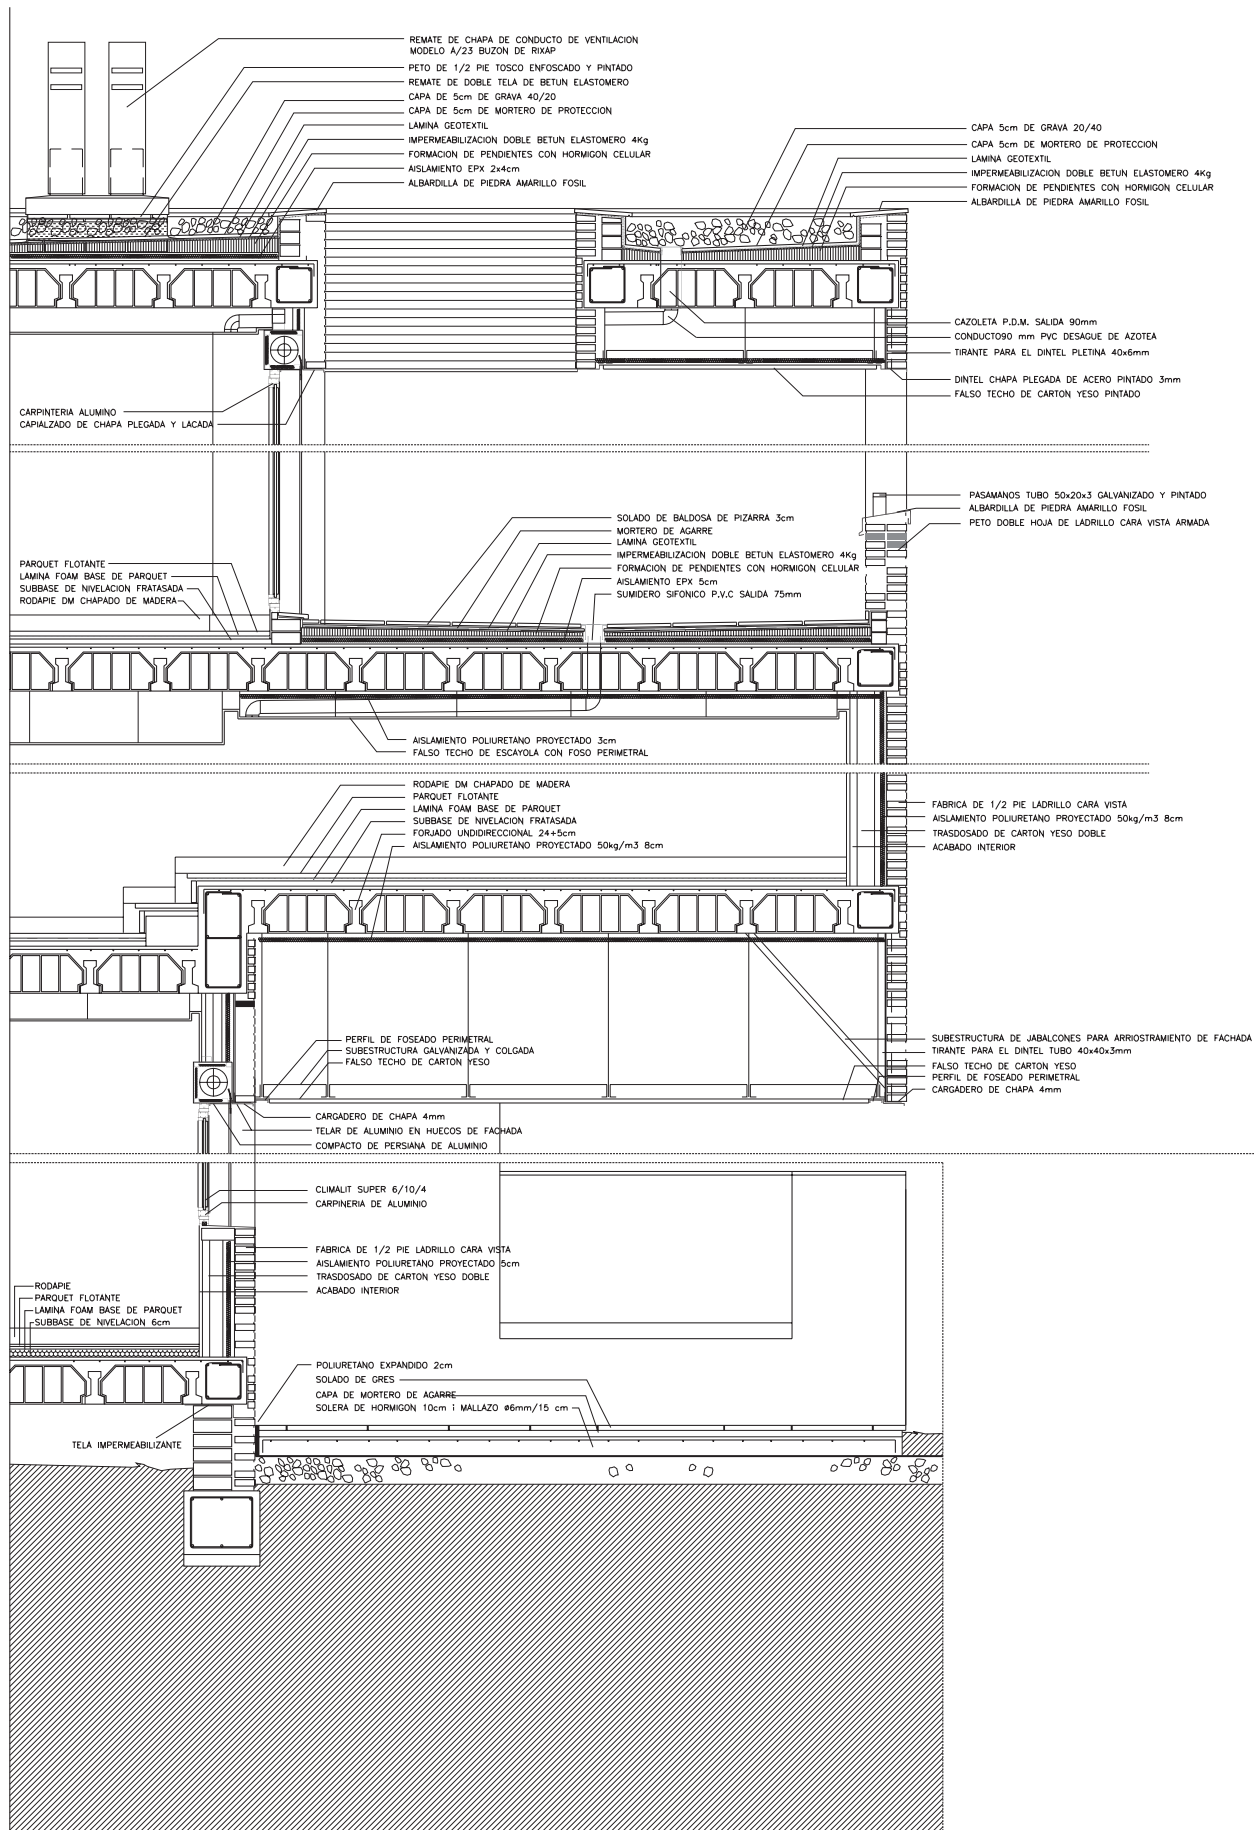 REMATE DE CHAPA DE CONDUCTO DE VENTILACION
MODELO A/23 BUZON DE RIXAP
PETO DE 1/2 PIE TOSCO ENFOSCADO Y PINTADO
REMATE DE DOBLE TELA DE BETUN ELASTOMERO
CAPA DE 5cm DE GRAVA 40/20
CAPA DE 5cm DE MORTERO DE PROTECCION
LAMINA GEOTEXTIL
IMPERMEABILIZACION DOBLE BETUN ELASTOMERO 4Kg
FORMACION DE PENDIENTES CON HORMIGON CELULAR
AISLAMIENTO EPX 2x4cm
ALBARDILLA DE PIEDRA AMARILLO FOSIL
CAPA 5cm DE GRAVA 20/40
CAPA 5cm DE MORTERO DE PROTECCION
LAMINA GEOTEXTIL
IMPERMEABILIZACION DOBLE BETUN ELASTOMERO 4Kg
FORMACION DE PENDIENTES CON HORMIGON CELULAR
ALBARDILLA DE PIEDRA AMARILLO FOSIL
CAZOLETA P.D.M. SALIDA 90mm
CONDUCTO90 mm PVC DESAGUE DE AZOTEA
TIRANTE PARA EL DINTEL PLETINA 40x6mm
DINTEL CHAPA PLEGADA DE ACERO PINTADO 3mm
FALSO TECHO DE CARTON YESO PINTADO
CARPINTERIA ALUMINO
CAPIALZADO DE CHAPA PLEGADA Y LACADA
PASAMANOS TUBO 50x20x3 GALVANIZADO Y PINTADO
ALBARDILLA DE PIEDRA AMARILLO FOSIL
PETO DOBLE HOJA DE LADRILLO CARA VISTA ARMADA
SOLADO DE BALDOSA DE PIZARRA 3cm
MORTERO DE AGARRE
LAMINA GEOTEXTIL
IMPERMEABILIZACION DOBLE BETUN ELASTOMERO 4Kg
FORMACION DE PENDIENTES CON HORMIGON CELULAR
AISLAMIENTO EPX 5cm
SUMIDERO SIFONICO P.V.C SALIDA 75mm
PARQUET FLOTANTE
LAMINA FOAM BASE DE PARQUET
SUBBASE DE NIVELACION FRATASADA
RODAPIE DM CHAPADO DE MADERA
AISLAMIENTO POLIURETANO PROYECTADO 3cm
FALSO TECHO DE ESCAYOLA CON FOSO PERIMETRAL
RODAPIE DM CHAPADO DE MADERA
PARQUET FLOTANTE
LAMINA FOAM BASE DE PARQUET
SUBBASE DE NIVELACION FRATASADA
FORJADO UNDIDIRECCIONAL 24+5cm
AISLAMIENTO POLIURETANO PROYECTADO 50kg/m3 8cm
FABRICA DE 1/2 PIE LADRILLO CARA VISTA
AISLAMIENTO POLIURETANO PROYECTADO 50kg/m3 8cm
TRASDOSADO DE CARTON YESO DOBLE
ACABADO INTERIOR
PERFIL DE FOSEADO PERIMETRAL
SUBESTRUCTURA GALVANIZADA Y COLGADA
FALSO TECHO DE CARTON YESO
SUBESTRUCTURA DE JABALCONES PARA ARRIOSTRAMIENTO DE FACHADA
TIRANTE PARA EL DINTEL TUBO 40x40x3mm
FALSO TECHO DE CARTON YESO
PERFIL DE FOSEADO PERIMETRAL
CARGADERO DE CHAPA 4mm
CARGADERO DE CHAPA 4mm
TELAR DE ALUMINIO EN HUECOS DE FACHADA
COMPACTO DE PERSIANA DE ALUMINIO
CLIMALIT SUPER 6/10/4
CARPINERIA DE ALUMINIO
FABRICA DE 1/2 PIE LADRILLO CARA VISTA
AISLAMIENTO POLIURETANO PROYECTADO 5cm
TRASDOSADO DE CARTON YESO DOBLE
ACABADO INTERIOR
RODAPIE
PARQUET FLOTANTE
LAMINA FOAM BASE DE PARQUET
SUBBASE DE NIVELACION 6cm
POLIURETANO EXPANDIDO 2cm
SOLADO DE GRES
CAPA DE MORTERO DE AGARRE
SOLERA DE HORMIGON 10cm i MALLAZO ø6mm/15 cm
TELA IMPERMEABILIZANTE